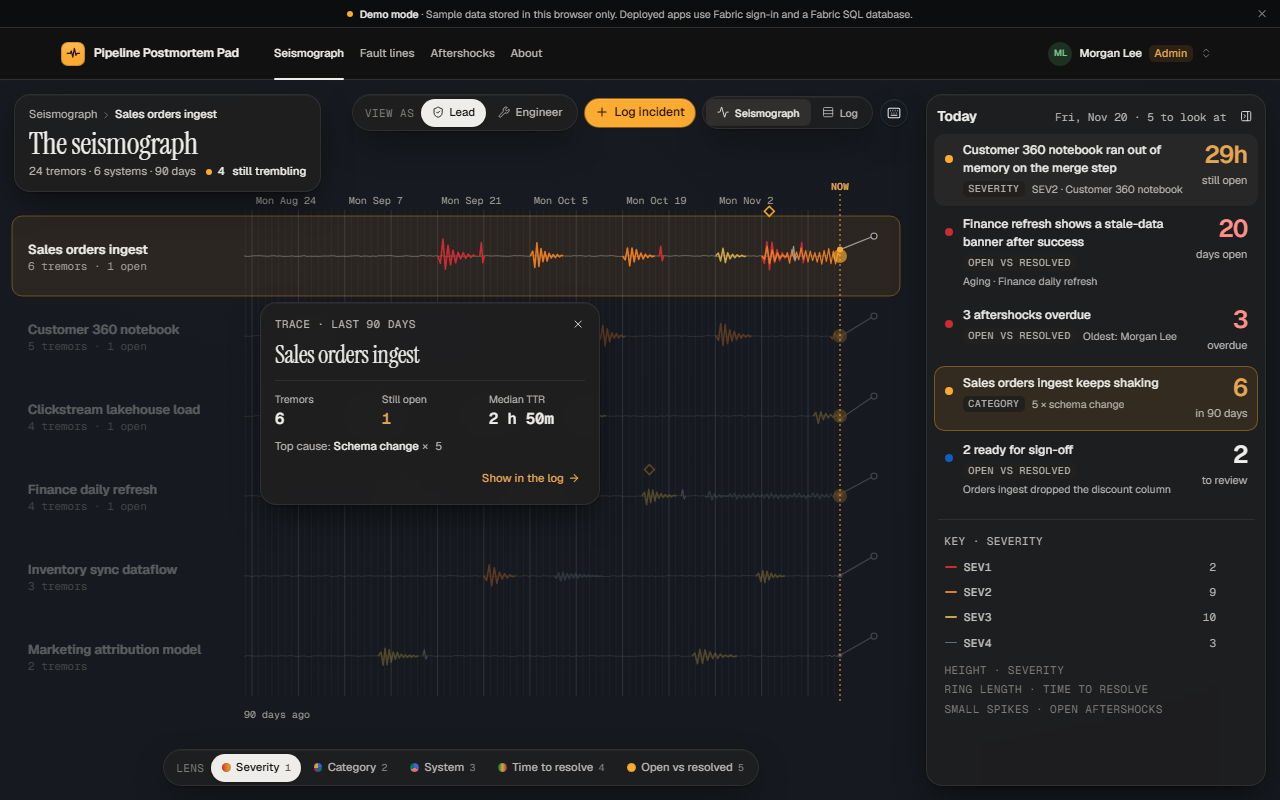 Demo mode · Sample data stored in this browser only. Deployed apps use Fabric sign-in and a Fabric SQL database.
Pipeline Postmortem Pad
Seismograph
Fault lines
Aftershocks
About
ML
Morgan Lee
Admin
Seismograph › Sales orders ingest
The seismograph
24 tremors · 6 systems · 90 days
4 still trembling
VIEW AS
Lead
Engineer
+ Log incident
Seismograph
Log
NOW
Mon Aug 24
Mon Sep 7
Mon Sep 21
Mon Oct 5
Mon Oct 19
Mon Nov 2
Sales orders ingest
6 tremors · 1 open
Customer 360 notebook
5 tremors · 1 open
Clickstream lakehouse load
4 tremors · 1 open
Finance daily refresh
4 tremors · 1 open
Inventory sync dataflow
3 tremors
Marketing attribution model
2 tremors
90 days ago
TRACE · LAST 90 DAYS
Sales orders ingest
Tremors
Still open
Median TTR
6
1
2 h 50m
Top cause: Schema change × 5
Show in the log →
LENS
Severity 1
Category 2
System 3
Time to resolve 4
Open vs resolved 5
Today
Fri, Nov 20 · 5 to look at
Customer 360 notebook ran out of
memory on the merge step
SEVERITY SEV2 · Customer 360 notebook
29h
still open
Finance refresh shows a stale-data
banner after success
OPEN VS RESOLVED
Aging · Finance daily refresh
20
days open
3 aftershocks overdue
OPEN VS RESOLVED Oldest: Morgan Lee
3
overdue
Sales orders ingest keeps shaking
CATEGORY 5 × schema change
6
in 90 days
2 ready for sign-off
OPEN VS RESOLVED
Orders ingest dropped the discount column
2
to review
KEY · SEVERITY
SEV1 2
SEV2 9
SEV3 10
SEV4 3
HEIGHT · SEVERITY
RING LENGTH · TIME TO RESOLVE
SMALL SPIKES · OPEN AFTERSHOCKS